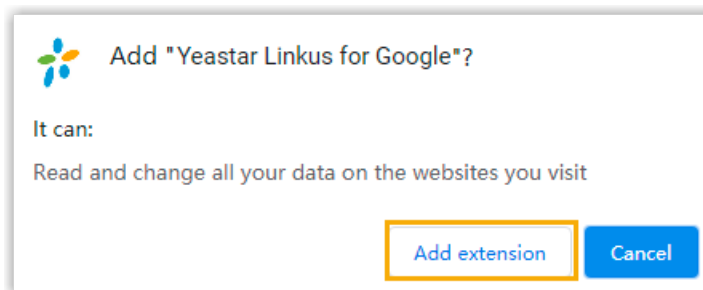 Add "Yeastar Linkus for Google"?
It can:
Read and change all your data on the websites you visit
Add extension
Cancel